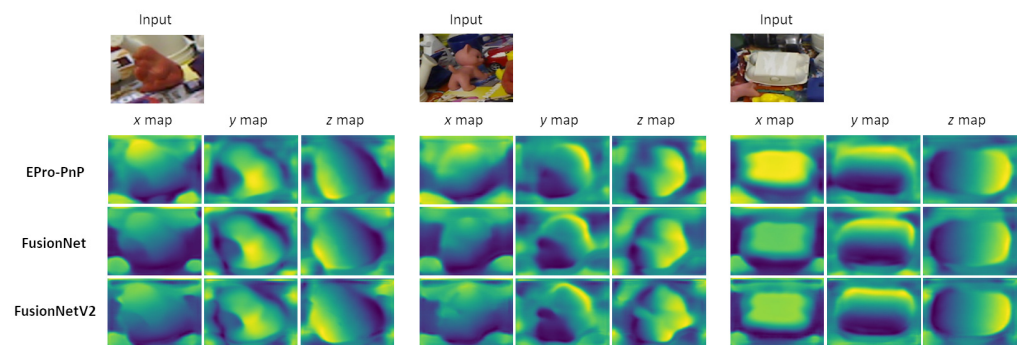 Input Input Input
x map y map z map x map y map z map x map y map z map
EPro-PnP
FusionNet
FusionNetV2